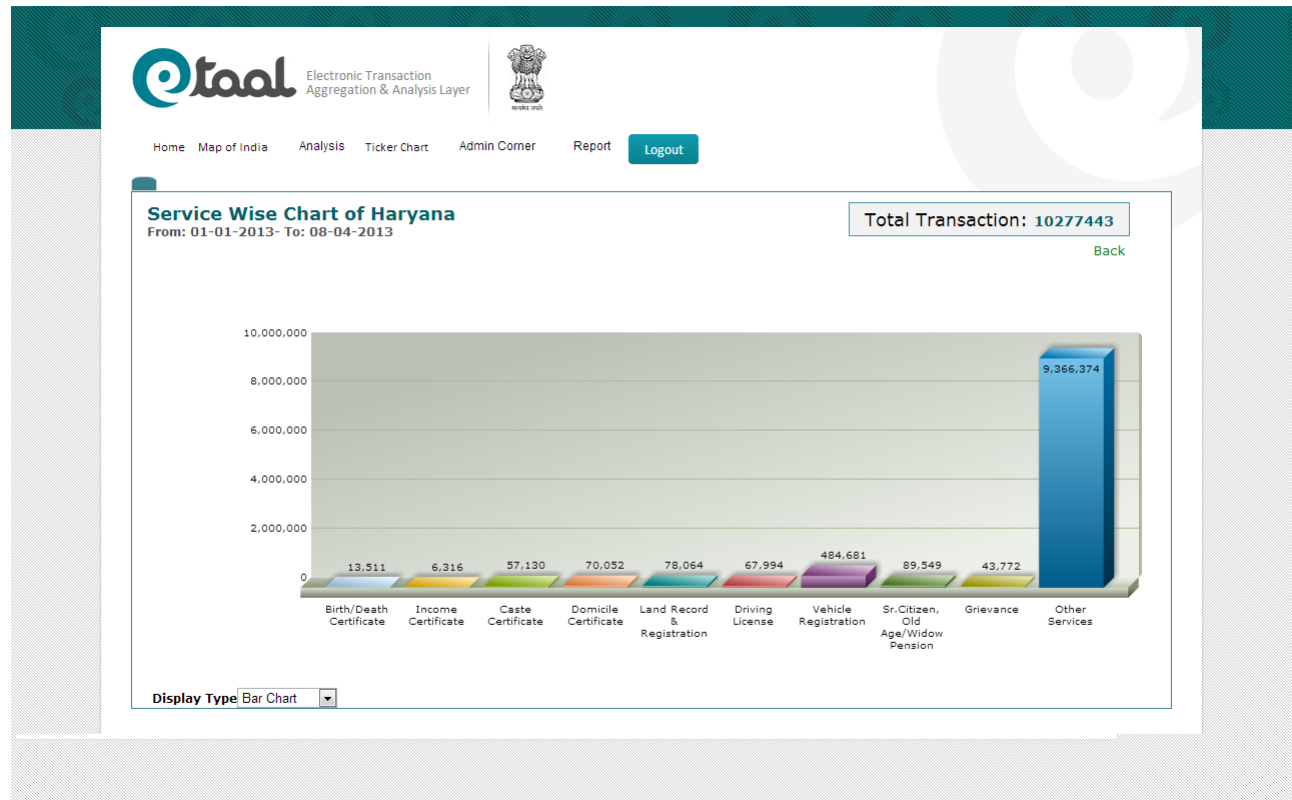 etaal
Electronic Transaction
Aggregation & Analysis Layer
सत्यमेव जयते
Home Map of India Analysis Ticker Chart Admin Corner Report Logout
Service Wise Chart of Haryana
From: 01-01-2013- To: 08-04-2013
Total Transaction: 10277443
Back
10,000,000
8,000,000
6,000,000
4,000,000
2,000,000
0
13,511
6,316
57,130
70,052
78,064
67,994
484,681
89,549
43,772
9,366,374
Birth/Death
Certificate
Income
Certificate
Caste
Certificate
Domicile
Certificate
Land Record
&
Registration
Driving
License
Vehicle
Registration
Sr.Citizen,
Old
Age/Widow
Pension
Grievance
Other
Services
Display Type Bar Chart